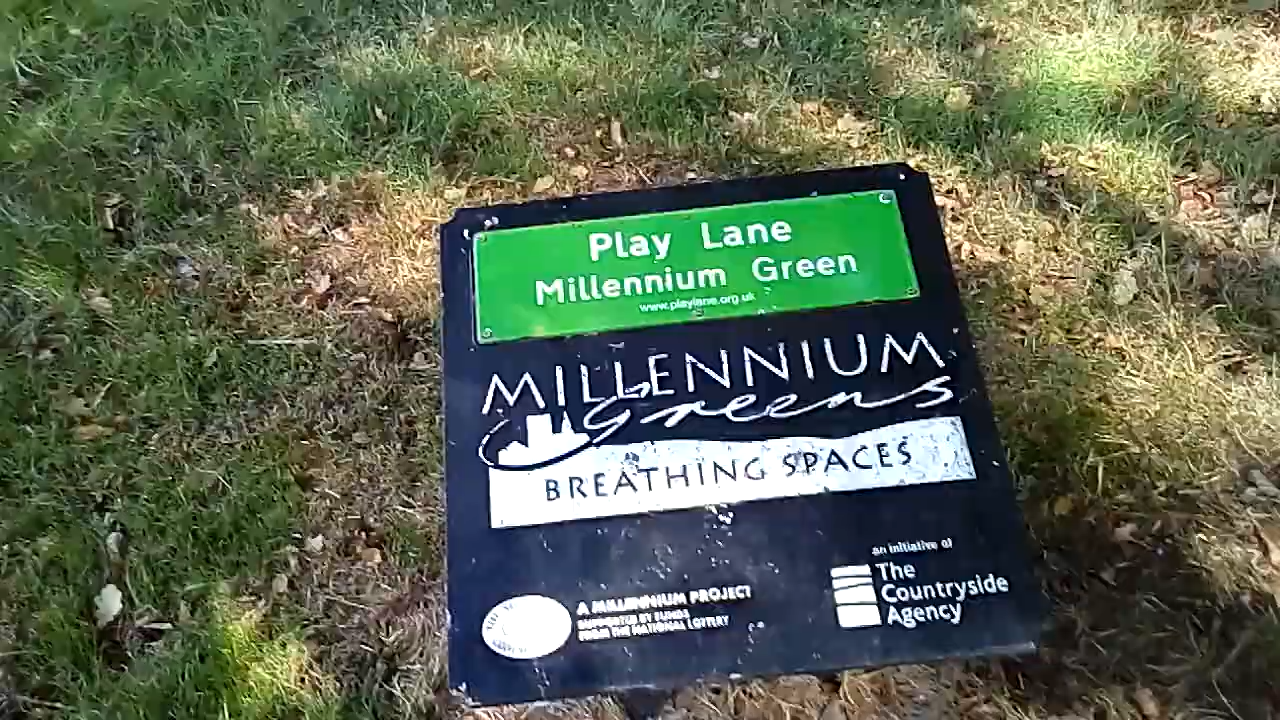 Play Lane
Millennium Green
www.playlane.org.uk
MILLENNIUM
Greens
BREATHING SPACES
an initiative of
The
Countryside
Agency
A MILLENNIUM PROJECT
SUPPORTED BY FUNDS
FROM THE NATIONAL LOTTERY